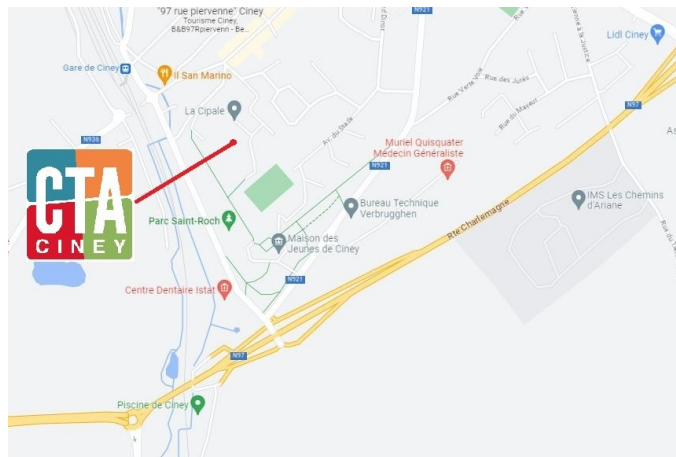 "97 rue piervenne" Ciney
Tourisme Ciney,
B&B97Rpiervenn - Be...
N921
Lidl Ciney
Gare de Ciney
Il San Marino
Rue Verte Voie
Rue des Jurés
N97
La Cipale
Rue du Mayeur
N936
Av. du Stade
Muriel Quisquater
Médecin Généraliste
N921
CTA
CINEY
IMS Les Chemins
d'Ariane
Bureau Technique
Verbrugghen
Parc Saint-Roch
Rte Charlemagne
Maison des
Jeunes de Ciney
N921
Centre Dentaire Istat
N97
Piscine de Ciney